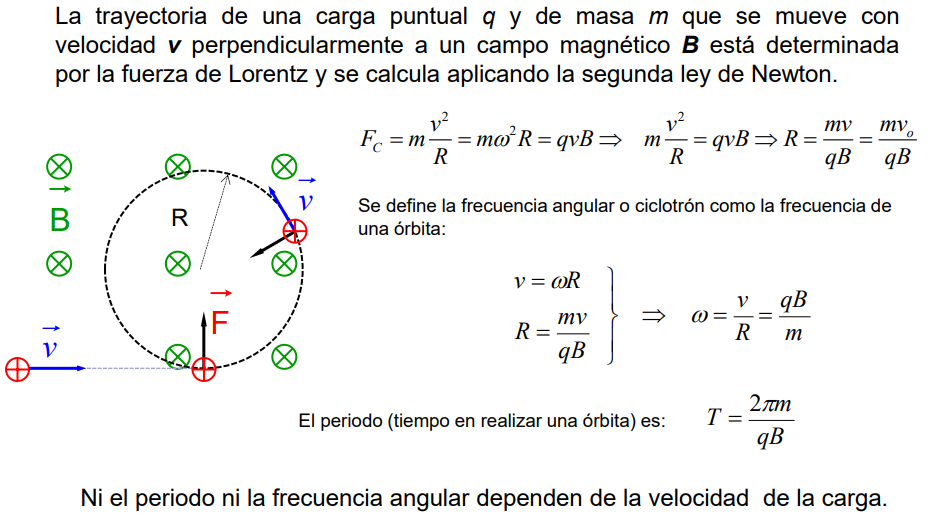 La trayectoria de una carga puntual q y de masa m que se mueve con
velocidad v perpendicularmente a un campo magnético B está determinada
por la fuerza de Lorentz y se calcula aplicando la segunda ley de Newton.
F_C = m v²/R = mω²R = qvB ⇒ m v²/R = qvB ⇒ R = mv/qB = mv_o/qB
B⃗
R
v⃗
Se define la frecuencia angular o ciclotrón como la frecuencia de
una órbita:
v = ωR
R = mv/qB
} ⇒ ω = v/R = qB/m
F⃗
v⃗
El periodo (tiempo en realizar una órbita) es: T = 2πm/qB
Ni el periodo ni la frecuencia angular dependen de la velocidad de la carga.